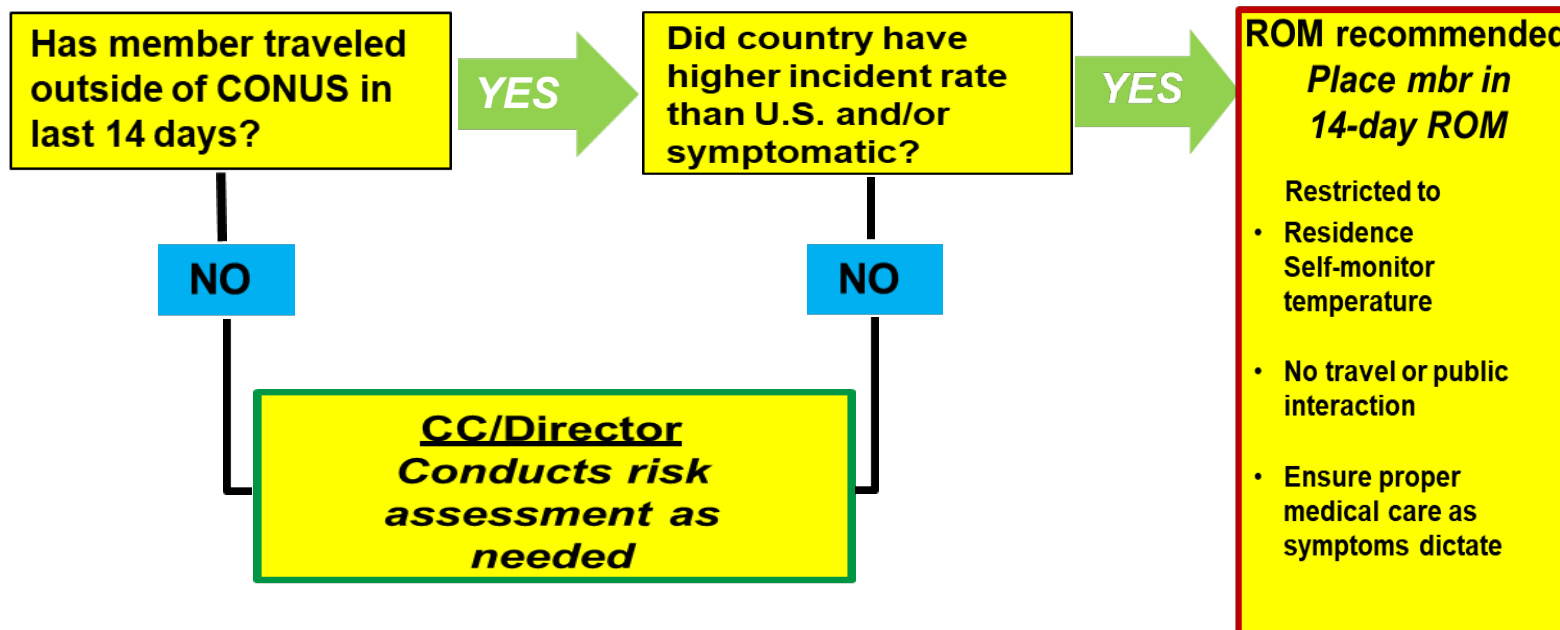 Has member traveled
outside of CONUS in
last 14 days?
YES
Did country have
higher incident rate
than U.S. and/or
symptomatic?
YES
ROM recommended
Place mbr in
14-day ROM
Restricted to
• Residence
Self-monitor
temperature
• No travel or public
interaction
• Ensure proper
medical care as
symptoms dictate
NO
NO
CC/Director
Conducts risk
assessment as
needed